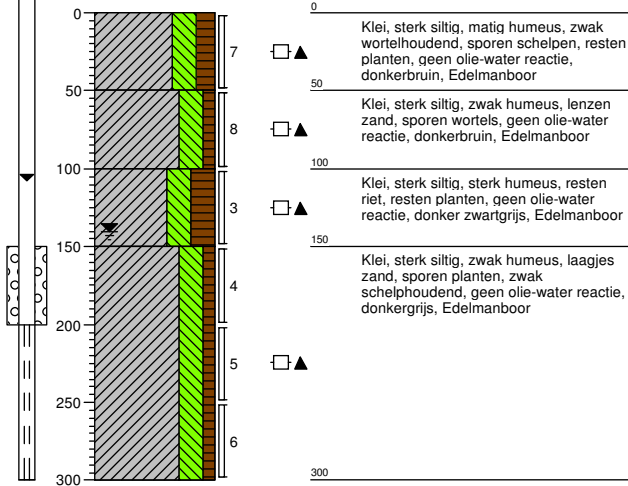 0
50
100
150
200
250
300
7
8
3
4
5
6
0
Klei, sterk siltig, matig humeus, zwak
wortelhoudend, sporen schelpen, resten
planten, geen olie-water reactie,
donkerbruin, Edelmanboor
50
Klei, sterk siltig, zwak humeus, lenzen
zand, sporen wortels, geen olie-water
reactie, donkerbruin, Edelmanboor
100
Klei, sterk siltig, sterk humeus, resten
riet, resten planten, geen olie-water
reactie, donker zwartgrijs, Edelmanboor
150
Klei, sterk siltig, zwak humeus, laagjes
zand, sporen planten, zwak
schelphoudend, geen olie-water reactie,
donkergrijs, Edelmanboor
300